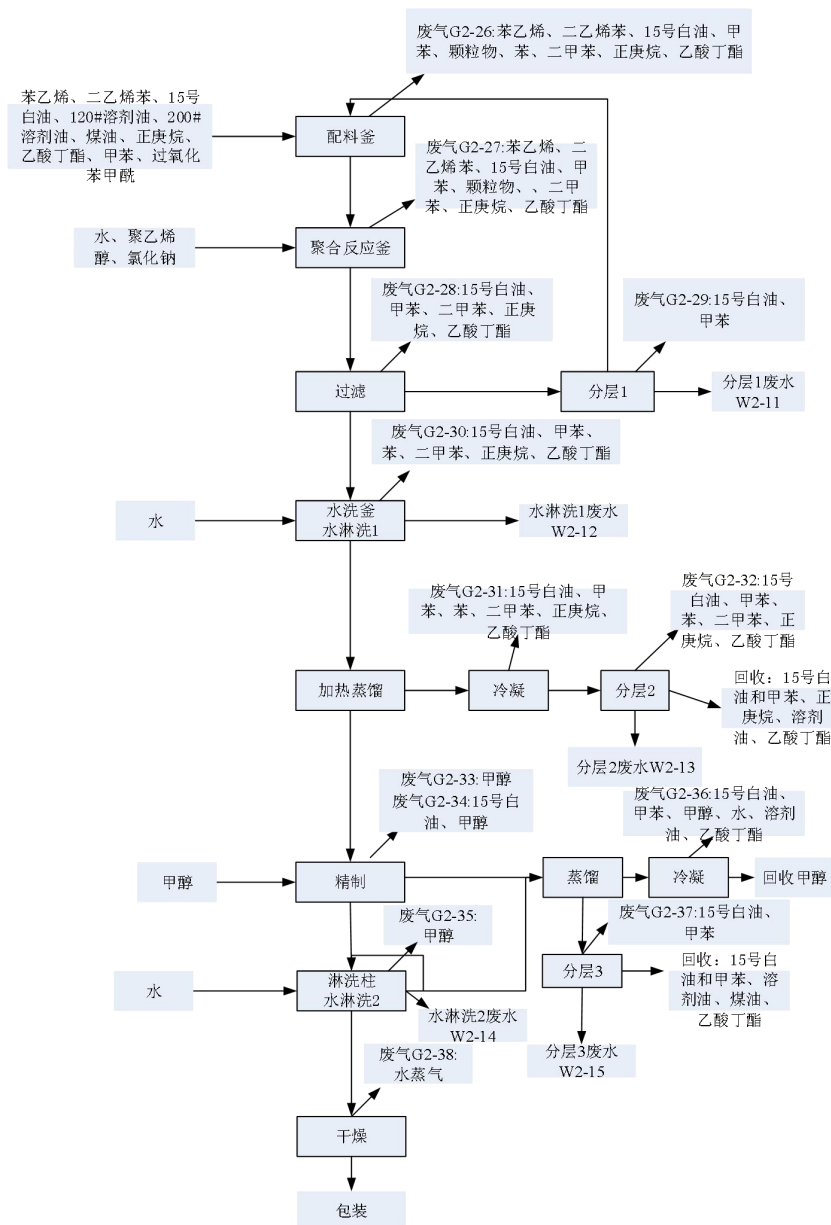 废气G2-26:苯乙烯、二乙烯苯、15号白油、甲
苯、颗粒物、苯、二甲苯、正庚烷、乙酸丁酯
苯乙烯、二乙烯苯、15号
白油、120#溶剂油、200#
溶剂油、煤油、正庚烷、
乙酸丁酯、甲苯、过氧化
苯甲酰
配料釜
废气G2-27:苯乙烯、二
乙烯苯、15号白油、甲
苯、颗粒物、、二甲
苯、正庚烷、乙酸丁酯
水、聚乙烯
醇、氯化钠
聚合反应釜
废气G2-28:15号白油、
甲苯、二甲苯、正庚
烷、乙酸丁酯
废气G2-29:15号白油、
甲苯
过滤
分层1
分层1废水
W2-11
废气G2-30:15号白油、甲苯、
苯、二甲苯、正庚烷、乙酸丁酯
水
水洗釜
水淋洗1
水淋洗1废水
W2-12
废气G2-31:15号白油、甲
苯、苯、二甲苯、正庚烷、
乙酸丁酯
废气G2-32:15号
白油、甲苯、
苯、二甲苯、正
庚烷、乙酸丁酯
加热蒸馏
冷凝
分层2
回收：15号白
油和甲苯、正
庚烷、溶剂
油、乙酸丁酯
分层2废水W2-13
废气G2-33:甲醇
废气G2-34:15号白
油、甲醇
废气G2-36:15号白油、
甲苯、甲醇、水、溶剂
油、乙酸丁酯
甲醇
精制
蒸馏
冷凝
回收甲醇
废气G2-35:
甲醇
废气G2-37:15号白油、
甲苯
水
淋洗柱
水淋洗2
分层3
回收：15号白
油和甲苯、溶
剂油、煤油、
乙酸丁酯
水淋洗2废水
W2-14
分层3废水
W2-15
废气G2-38:
水蒸气
干燥
包装